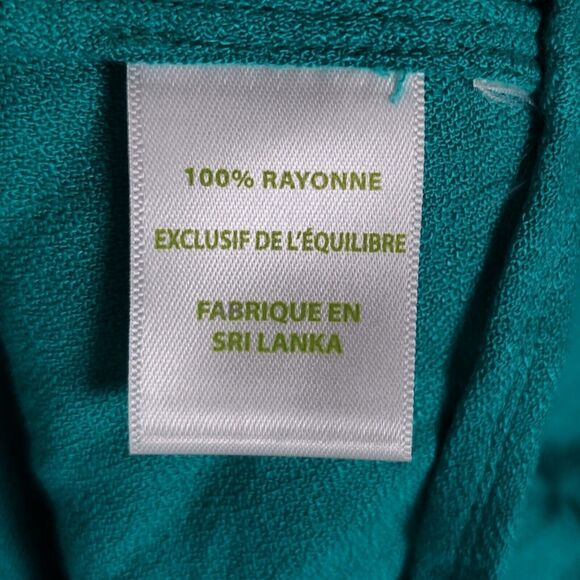 100% RAYONNE
EXCLUSIF DE L'ÉQUILIBRE
FABRIQUE EN
SRI LANKA